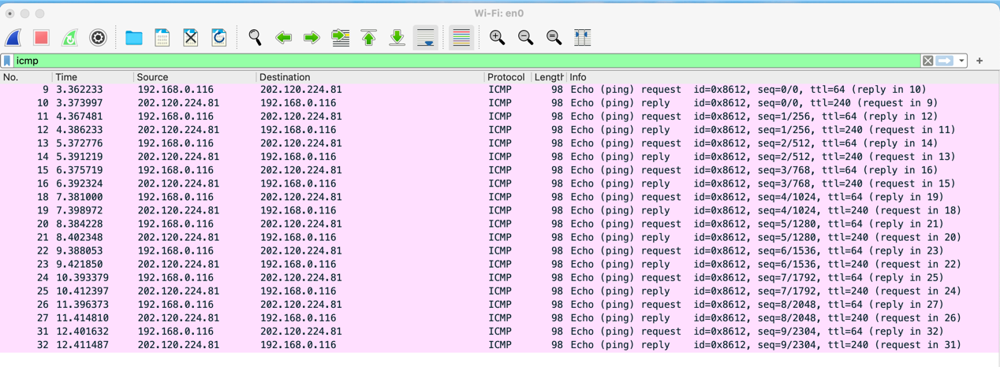 Wi-Fi: en0
icmp
No. Time Source Destination Protocol Length Info
9 3.362233 192.168.0.116 202.120.224.81 ICMP 98 Echo (ping) request id=0x8612, seq=0/0, ttl=64 (reply in 10)
10 3.373997 202.120.224.81 192.168.0.116 ICMP 98 Echo (ping) reply id=0x8612, seq=0/0, ttl=240 (request in 9)
11 4.367481 192.168.0.116 202.120.224.81 ICMP 98 Echo (ping) request id=0x8612, seq=1/256, ttl=64 (reply in 12)
12 4.386233 202.120.224.81 192.168.0.116 ICMP 98 Echo (ping) reply id=0x8612, seq=1/256, ttl=240 (request in 11)
13 5.372776 192.168.0.116 202.120.224.81 ICMP 98 Echo (ping) request id=0x8612, seq=2/512, ttl=64 (reply in 14)
14 5.391219 202.120.224.81 192.168.0.116 ICMP 98 Echo (ping) reply id=0x8612, seq=2/512, ttl=240 (request in 13)
15 6.375719 192.168.0.116 202.120.224.81 ICMP 98 Echo (ping) request id=0x8612, seq=3/768, ttl=64 (reply in 16)
16 6.392324 202.120.224.81 192.168.0.116 ICMP 98 Echo (ping) reply id=0x8612, seq=3/768, ttl=240 (request in 15)
18 7.381000 192.168.0.116 202.120.224.81 ICMP 98 Echo (ping) request id=0x8612, seq=4/1024, ttl=64 (reply in 19)
19 7.398972 202.120.224.81 192.168.0.116 ICMP 98 Echo (ping) reply id=0x8612, seq=4/1024, ttl=240 (request in 18)
20 8.384228 192.168.0.116 202.120.224.81 ICMP 98 Echo (ping) request id=0x8612, seq=5/1280, ttl=64 (reply in 21)
21 8.402348 202.120.224.81 192.168.0.116 ICMP 98 Echo (ping) reply id=0x8612, seq=5/1280, ttl=240 (request in 20)
22 9.388053 192.168.0.116 202.120.224.81 ICMP 98 Echo (ping) request id=0x8612, seq=6/1536, ttl=64 (reply in 23)
23 9.421850 202.120.224.81 192.168.0.116 ICMP 98 Echo (ping) reply id=0x8612, seq=6/1536, ttl=240 (request in 22)
24 10.393379 192.168.0.116 202.120.224.81 ICMP 98 Echo (ping) request id=0x8612, seq=7/1792, ttl=64 (reply in 25)
25 10.412397 202.120.224.81 192.168.0.116 ICMP 98 Echo (ping) reply id=0x8612, seq=7/1792, ttl=240 (request in 24)
26 11.396373 192.168.0.116 202.120.224.81 ICMP 98 Echo (ping) request id=0x8612, seq=8/2048, ttl=64 (reply in 27)
27 11.414810 202.120.224.81 192.168.0.116 ICMP 98 Echo (ping) reply id=0x8612, seq=8/2048, ttl=240 (request in 26)
31 12.401632 192.168.0.116 202.120.224.81 ICMP 98 Echo (ping) request id=0x8612, seq=9/2304, ttl=64 (reply in 32)
32 12.411487 202.120.224.81 192.168.0.116 ICMP 98 Echo (ping) reply id=0x8612, seq=9/2304, ttl=240 (request in 31)